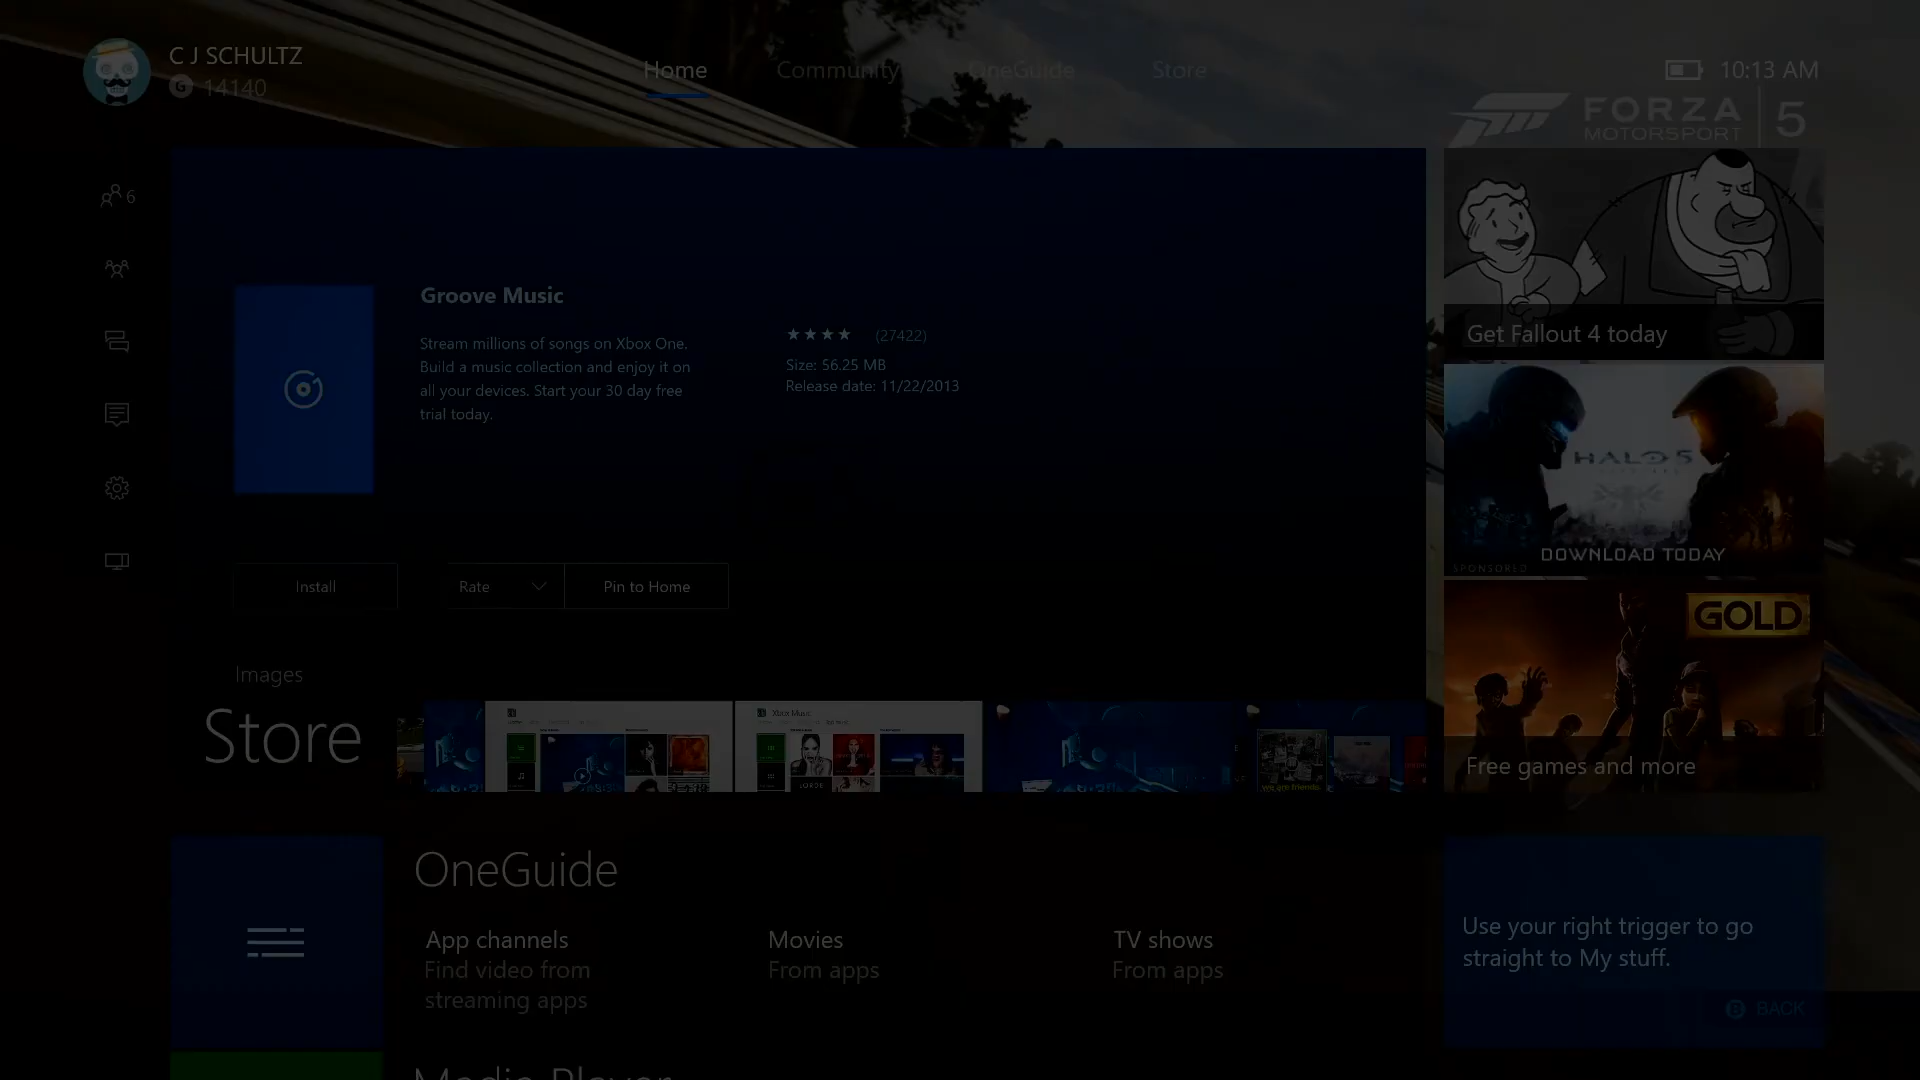 C J SCHULTZ
G 14140
Home
Community
OneGuide
Store
10:13 AM
FORZA
MOTORSPORT
5
6
Groove Music
Stream millions of songs on Xbox One.
Build a music collection and enjoy it on
all your devices. Start your 30 day free
trial today.
(27422)
Size: 56.25 MB
Release date: 11/22/2013
Install
Rate
Pin to Home
Images
Store
Xbox Music
Get Fallout 4 today
HALO 5
DOWNLOAD TODAY
SPONSORED
GOLD
Free games and more
OneGuide
App channels
Find video from
streaming apps
Movies
From apps
TV shows
From apps
Use your right trigger to go
straight to My stuff.
B BACK
Media Player